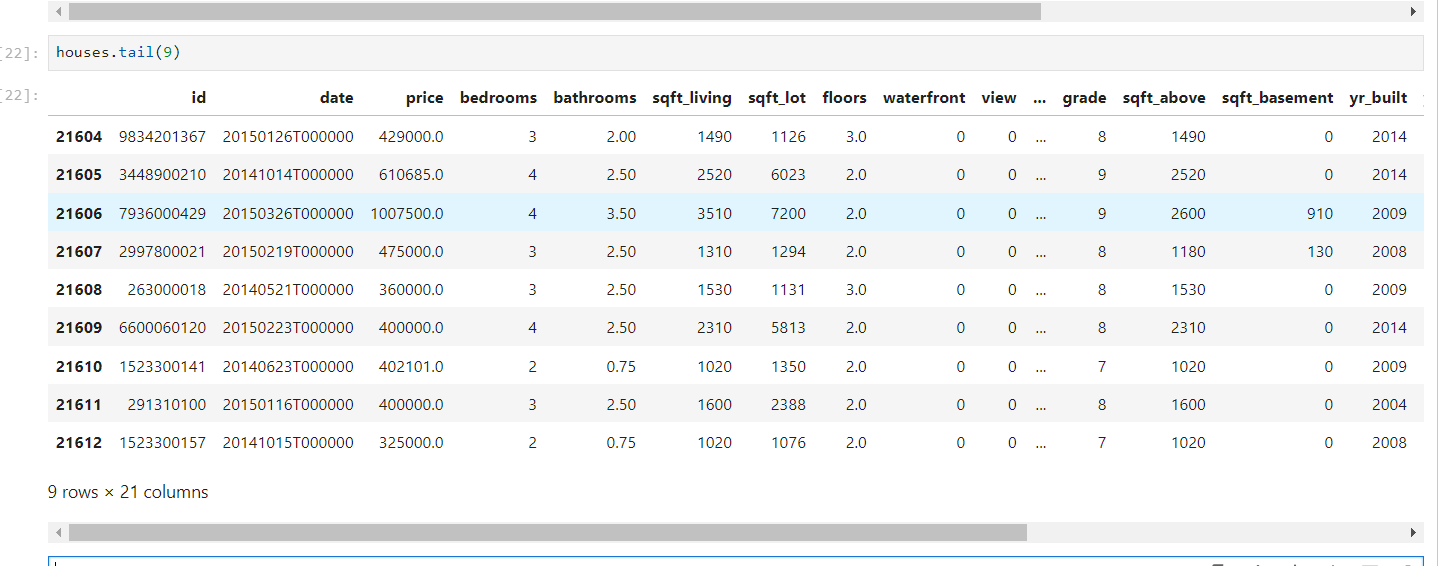 [22]:
houses.tail(9)
[22]:
id date price bedrooms bathrooms sqft_living sqft_lot floors waterfront view ... grade sqft_above sqft_basement yr_built
21604 9834201367 20150126T000000 429000.0 3 2.00 1490 1126 3.0 0 0 ... 8 1490 0 2014
21605 3448900210 20141014T000000 610685.0 4 2.50 2520 6023 2.0 0 0 ... 9 2520 0 2014
21606 7936000429 20150326T000000 1007500.0 4 3.50 3510 7200 2.0 0 0 ... 9 2600 910 2009
21607 2997800021 20150219T000000 475000.0 3 2.50 1310 1294 2.0 0 0 ... 8 1180 130 2008
21608 263000018 20140521T000000 360000.0 3 2.50 1530 1131 3.0 0 0 ... 8 1530 0 2009
21609 6600060120 20150223T000000 400000.0 4 2.50 2310 5813 2.0 0 0 ... 8 2310 0 2014
21610 1523300141 20140623T000000 402101.0 2 0.75 1020 1350 2.0 0 0 ... 7 1020 0 2009
21611 291310100 20150116T000000 400000.0 3 2.50 1600 2388 2.0 0 0 ... 8 1600 0 2004
21612 1523300157 20141015T000000 325000.0 2 0.75 1020 1076 2.0 0 0 ... 7 1020 0 2008
9 rows × 21 columns